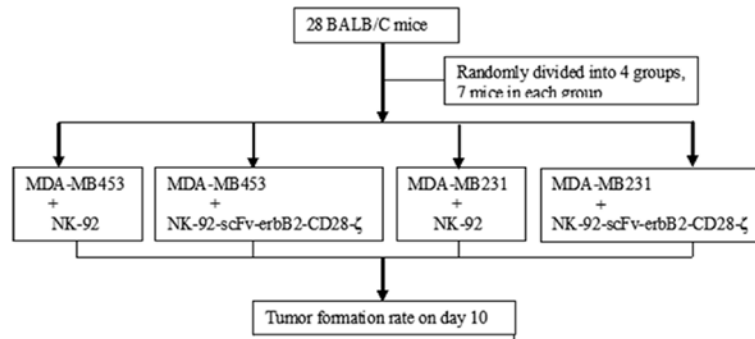 28 BALB/C mice
Randomly divided into 4 groups,
7 mice in each group
MDA-MB453
+
NK-92
MDA-MB453
+
NK-92-scFv-erbB2-CD28-ζ
MDA-MB231
+
NK-92
MDA-MB231
+
NK-92-scFv-erbB2-CD28-ζ
Tumor formation rate on day 10